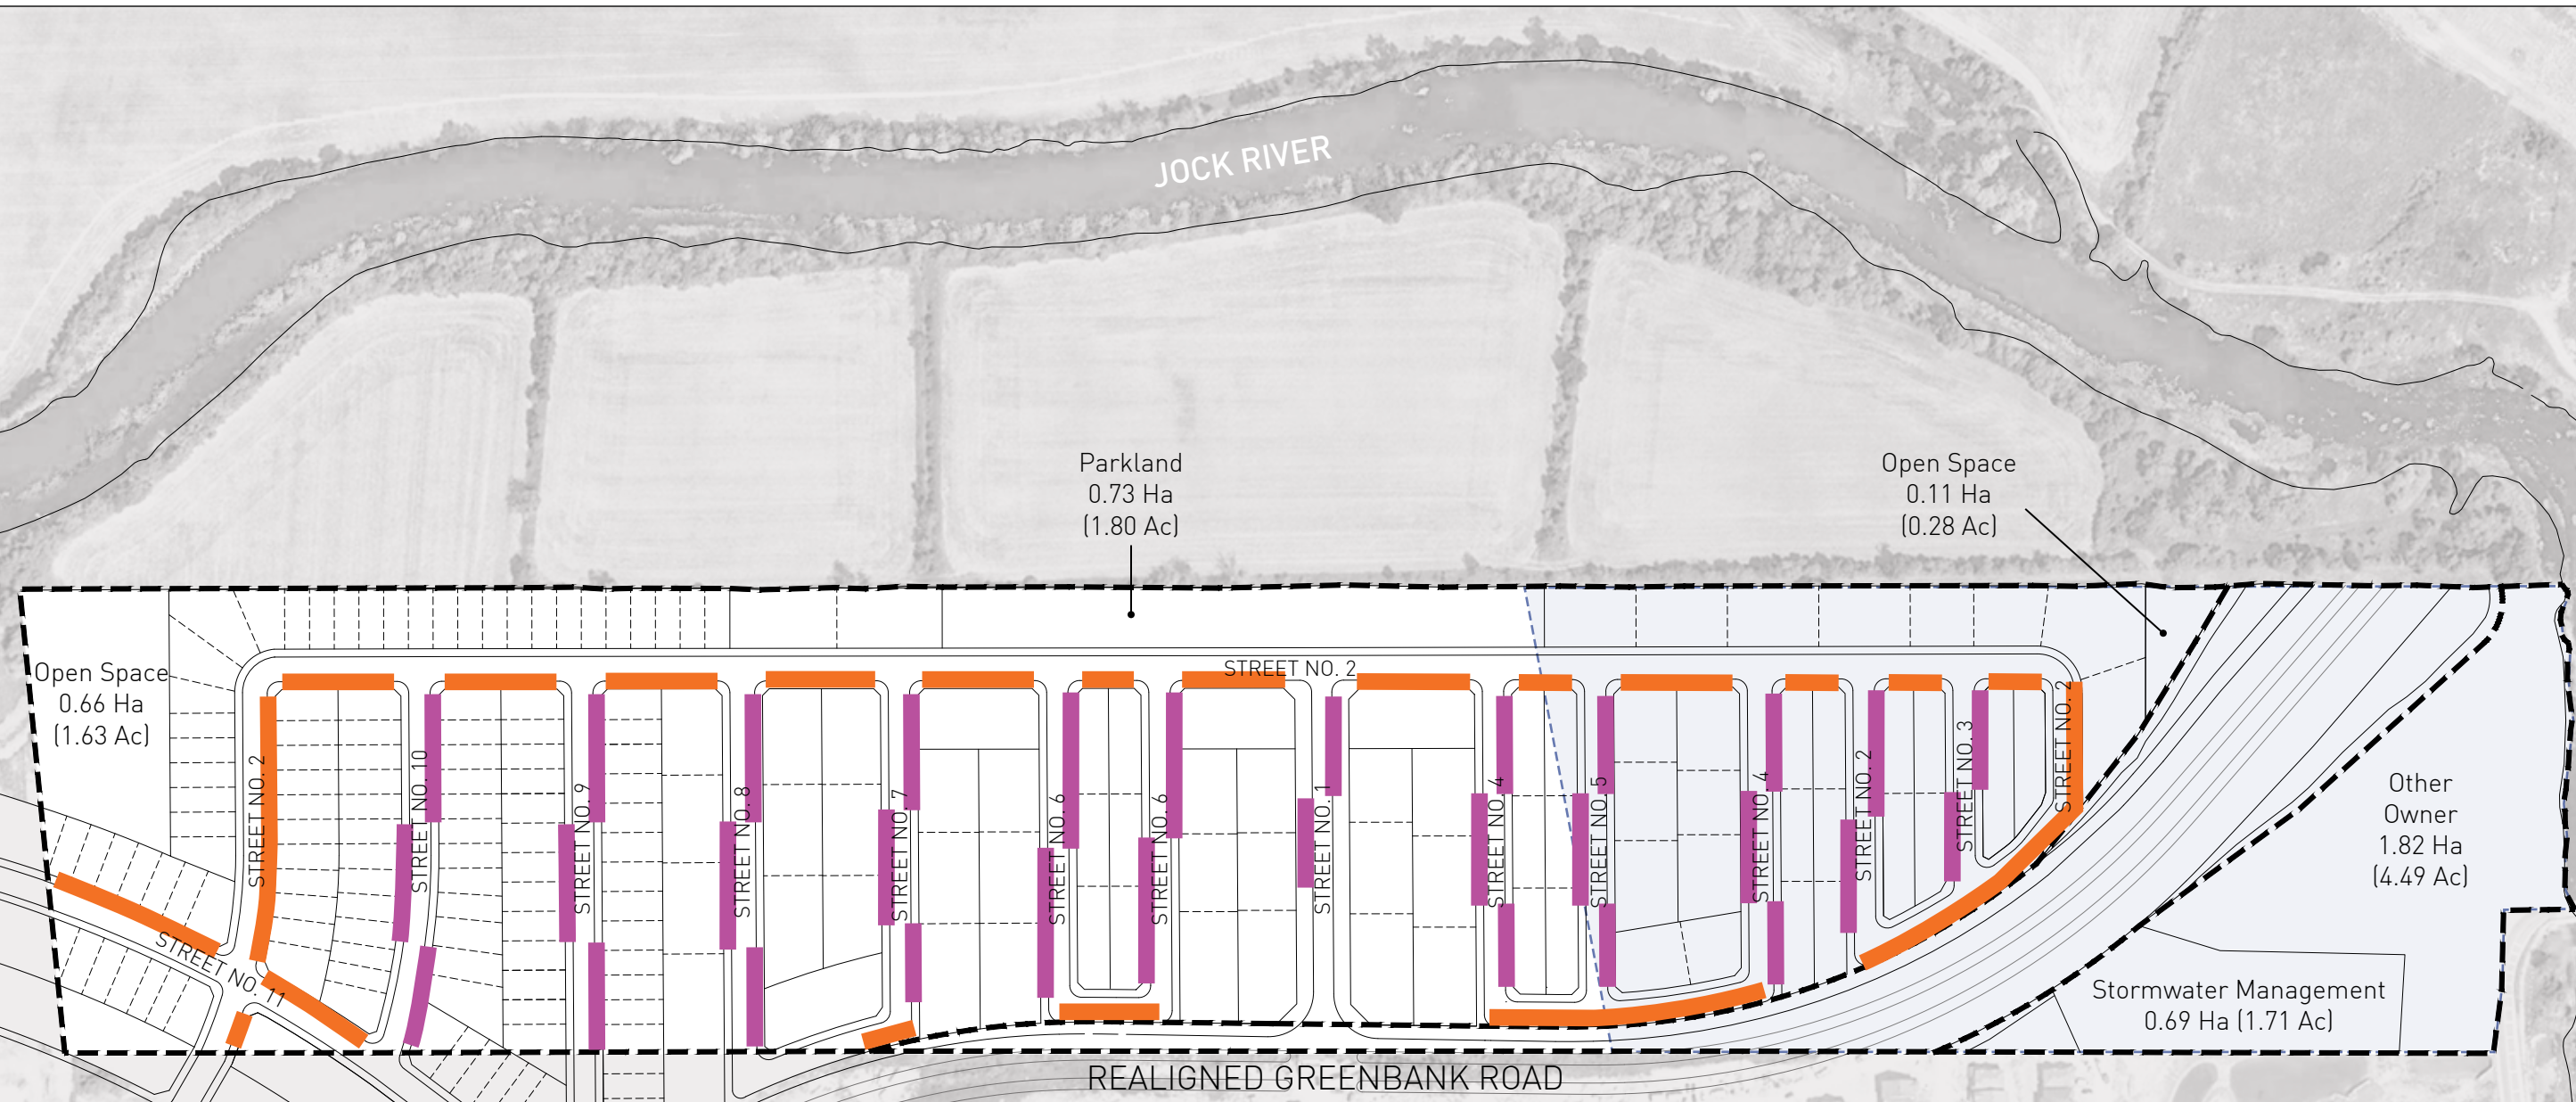 JOCK RIVER
Parkland
0.73 Ha
(1.80 Ac)
Open Space
0.11 Ha
(0.28 Ac)
Open Space
0.66 Ha
(1.63 Ac)
STREET NO. 2
STREET NO. 2
STREET NO. 10
STREET NO. 9
STREET NO. 8
STREET NO. 7
STREET NO. 6
STREET NO. 6
STREET NO. 1
STREET NO. 4
STREET NO. 5
STREET NO. 4
STREET NO. 2
STREET NO. 3
STREET NO. 2
STREET NO. 11
Other
Owner
1.82 Ha
(4.49 Ac)
Stormwater Management
0.69 Ha (1.71 Ac)
REALIGNED GREENBANK ROAD